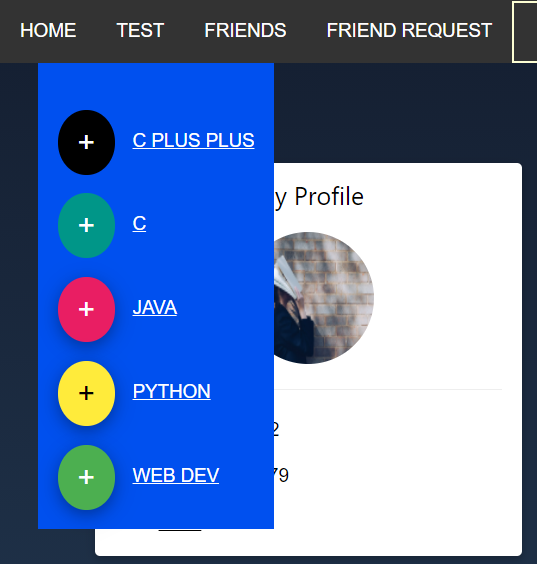 HOME TEST FRIENDS FRIEND REQUEST
+ C PLUS PLUS
y Profile
+ C
+ JAVA
+ PYTHON
2
+ WEB DEV
79